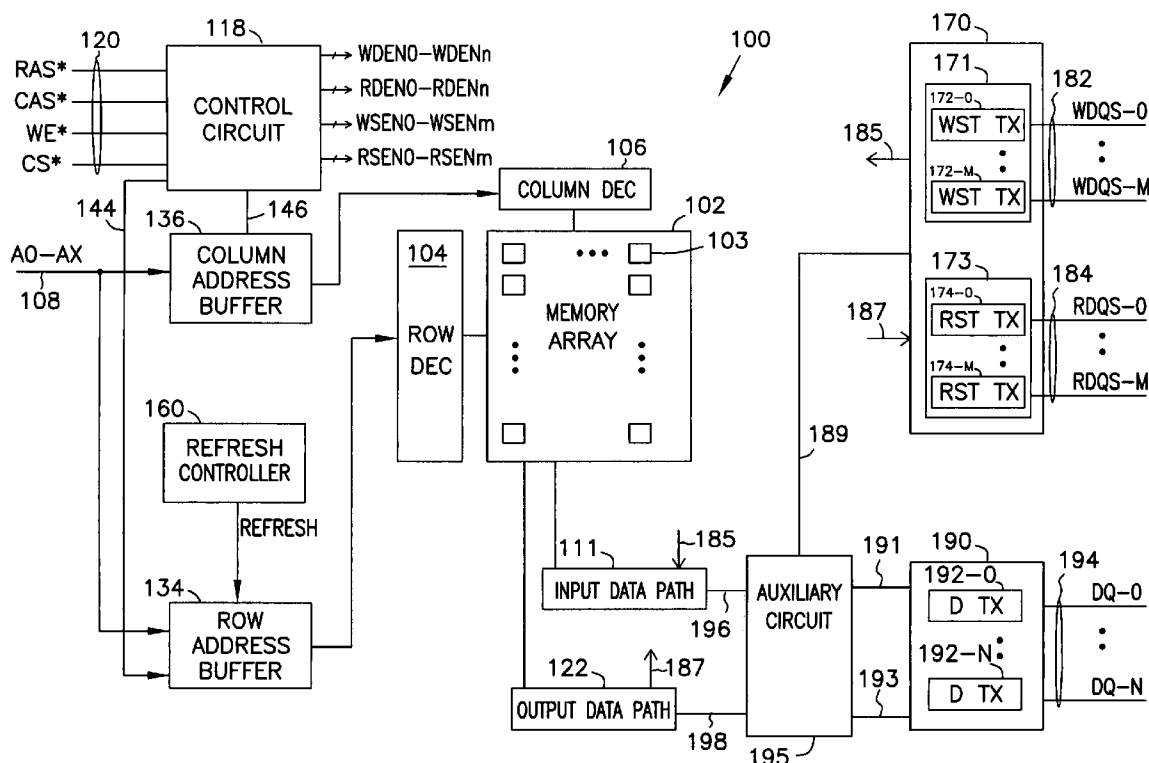 120
118
RAS*
CAS*
WE*
CS*
CONTROL
CIRCUIT
WDEN0-WDENn
RDEN0-RDENn
WSEN0-WSENm
RSEN0-RSENm
100
144
136
146
A0-AX
108
COLUMN
ADDRESS
BUFFER
106
COLUMN DEC
102
103
104
ROW
DEC
MEMORY
ARRAY
160
REFRESH
CONTROLLER
REFRESH
134
ROW
ADDRESS
BUFFER
170
171
172-0
WST TX
172-M
WST TX
182
WDQS-0
WDQS-M
185
173
174-0
RST TX
174-M
RST TX
184
RDQS-0
RDQS-M
187
189
111
185
INPUT DATA PATH
196
122
187
OUTPUT DATA PATH
198
AUXILIARY
CIRCUIT
195
191
193
190
192-0
D TX
192-N
D TX
194
DQ-0
DQ-N